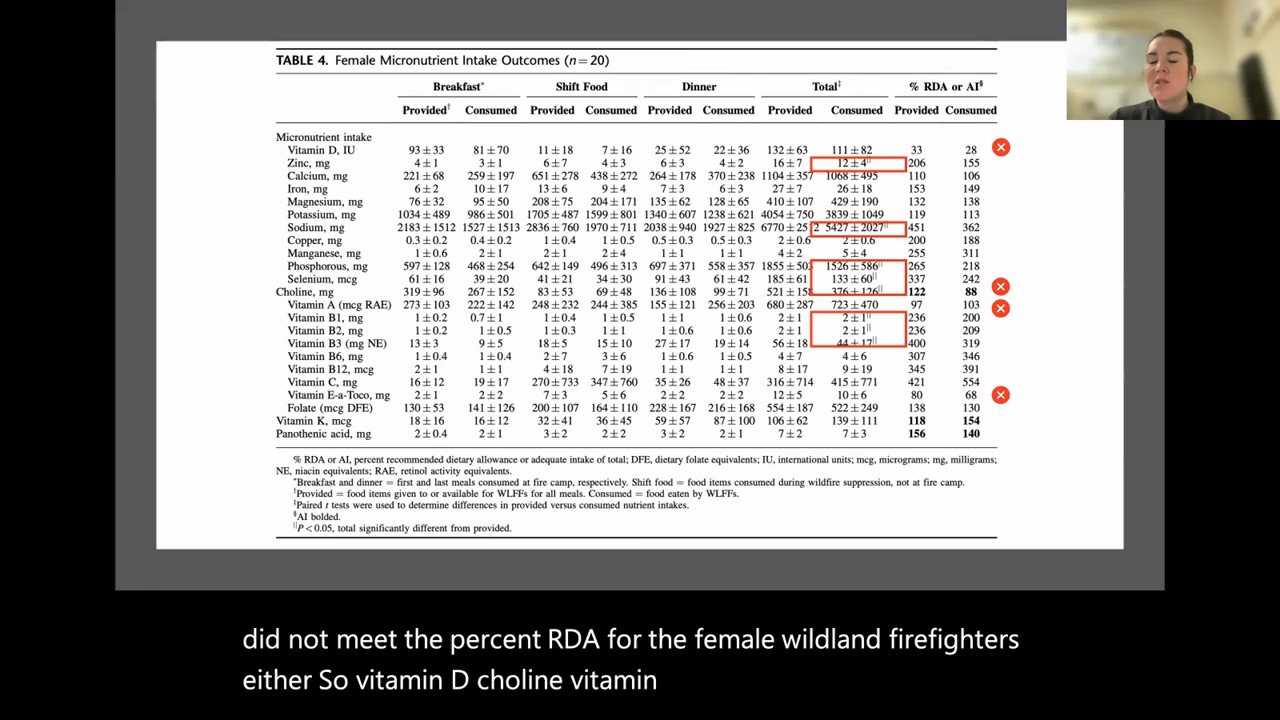 TABLE 4. Female Micronutrient Intake Outcomes (n=20)
Breakfast* Shift Food Dinner Total‡ % RDA or AI§
Provided† Consumed Provided Consumed Provided Consumed Provided Consumed Provided Consumed
Micronutrient intake
Vitamin D, IU 93±33 81±70 11±18 7±16 25±52 22±36 132±63 111±82 33 28
Zinc, mg 4±1 3±1 6±7 4±3 6±3 4±2 16±7 12±4|| 206 155
Calcium, mg 221±68 259±197 651±278 438±272 264±178 370±238 1104±357 1068±495 110 106
Iron, mg 6±2 10±17 13±6 9±4 7±3 6±3 27±7 26±18 153 149
Magnesium, mg 76±32 95±50 208±75 204±171 135±62 128±65 410±107 429±190 132 138
Potassium, mg 1034±489 986±501 1705±487 1599±801 1340±607 1238±621 4054±750 3839±1049 119 113
Sodium, mg 2183±1512 1527±1513 2836±760 1970±711 2038±940 1927±825 6770±25 2 5427±2027|| 451 362
Copper, mg 0.3±0.2 0.4±0.2 1±0.4 1±0.5 0.5±0.3 0.5±0.3 2±0.6 2±0.6 200 188
Manganese, mg 1±0.6 2±1 2±1 2±4 1±1 1±1 4±2 5±4 255 311
Phosphorous, mg 597±128 468±254 642±149 496±313 697±371 558±357 1855±503 1526±586|| 265 218
Selenium, mcg 61±16 39±20 41±21 34±30 91±43 61±42 185±61 133±60|| 337 242
Choline, mg 319±96 267±152 83±53 69±48 136±108 99±71 521±158 376±126|| 122 88
Vitamin A (mcg RAE) 273±103 222±142 248±232 244±385 155±121 256±203 680±287 723±470 97 103
Vitamin B1, mg 1±0.2 0.7±1 1±0.4 1±0.5 1±1 1±0.6 2±1 2±1|| 236 200
Vitamin B2, mg 1±0.2 1±0.5 1±0.3 1±1 1±0.6 1±0.6 2±1 2±1|| 236 209
Vitamin B3 (mg NE) 13±3 9±5 18±5 15±10 27±17 19±14 56±18 44±17|| 400 319
Vitamin B6, mg 1±0.4 1±0.4 2±7 3±6 1±0.6 1±0.5 4±7 4±6 307 346
Vitamin B12, mcg 2±1 1±1 4±18 7±19 1±1 1±1 8±17 9±19 345 391
Vitamin C, mg 16±12 19±17 270±733 347±760 35±26 48±37 316±714 415±771 421 554
Vitamin E-a-Toco, mg 2±1 2±2 7±3 5±6 2±2 2±2 12±5 10±6 80 68
Folate (mcg DFE) 130±53 141±126 200±107 164±110 228±167 216±168 554±187 522±249 138 130
Vitamin K, mcg 18±16 16±12 32±41 36±45 59±57 87±100 106±62 139±111 118 154
Panothenic acid, mg 2±0.4 2±1 3±2 2±2 3±2 2±1 7±2 7±3 156 140
% RDA or AI, percent recommended dietary allowance or adequate intake of total; DFE, dietary folate equivalents; IU, international units; mcg, micrograms; mg, milligrams;
NE, niacin equivalents; RAE, retinol activity equivalents.
*Breakfast and dinner = first and last meals consumed at fire camp, respectively. Shift food = food items consumed during wildfire suppression, not at fire camp.
†Provided = food items given to or available for WLFFs for all meals. Consumed = food eaten by WLFFs.
‡Paired t tests were used to determine differences in provided versus consumed nutrient intakes.
§AI bolded.
||P < 0.05, total significantly different from provided.
did not meet the percent RDA for the female wildland firefighters
either So vitamin D choline vitamin